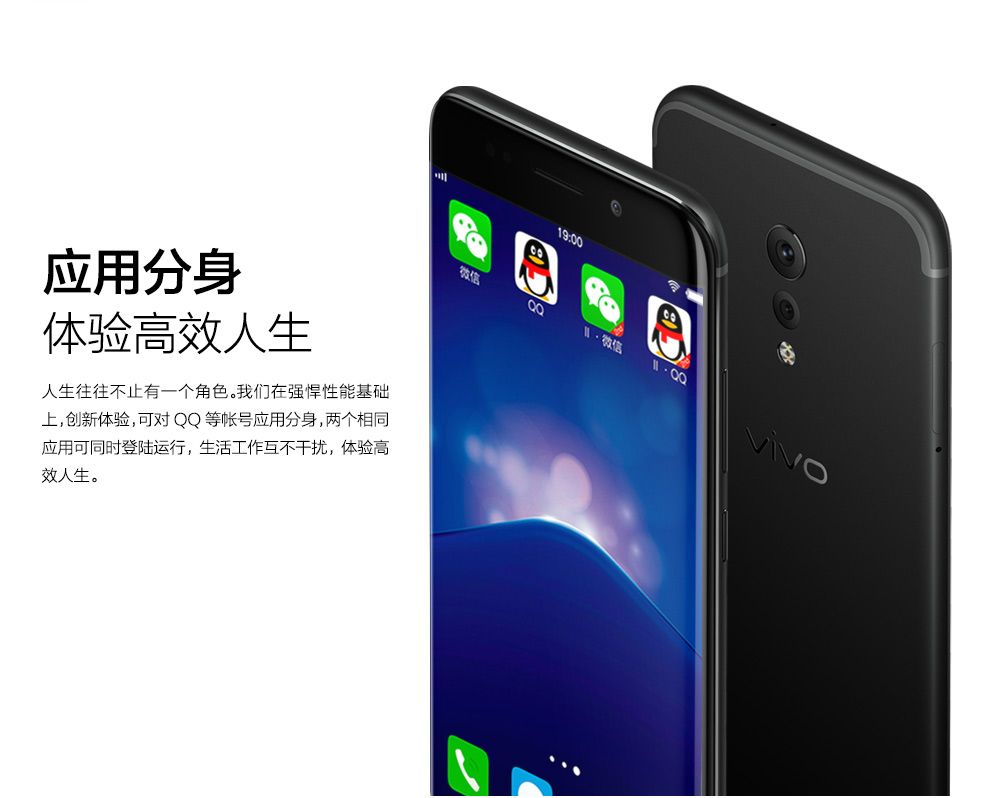 应用分身
体验高效人生
人生往往不止有一个角色。我们在强悍性能基础
上,创新体验,可对 QQ 等帐号应用分身,两个相同
应用可同时登陆运行, 生活工作互不干扰, 体验高
效人生。
19:00
微信
QQ
II · 微信
II · QQ
vivo